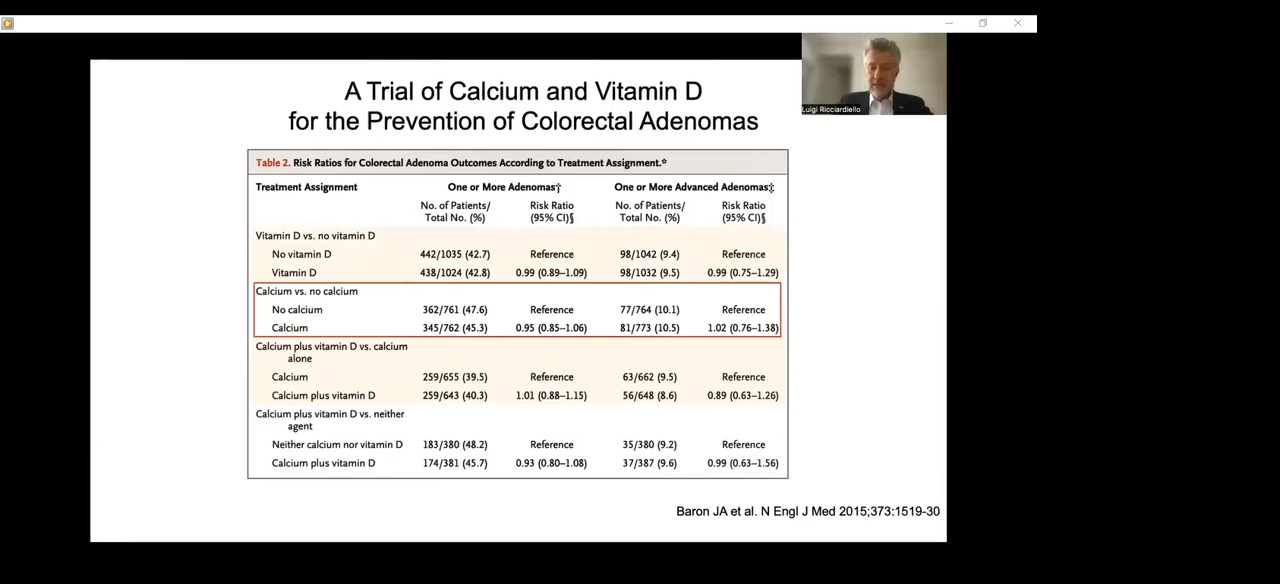 A Trial of Calcium and Vitamin D
for the Prevention of Colorectal Adenomas
Luigi Ricciardiello
Table 2. Risk Ratios for Colorectal Adenoma Outcomes According to Treatment Assignment.*
Treatment Assignment One or More Adenomas† One or More Advanced Adenomas‡
No. of Patients/ Risk Ratio No. of Patients/ Risk Ratio
Total No. (%) (95% CI)§ Total No. (%) (95% CI)§
Vitamin D vs. no vitamin D
No vitamin D 442/1035 (42.7) Reference 98/1042 (9.4) Reference
Vitamin D 438/1024 (42.8) 0.99 (0.89–1.09) 98/1032 (9.5) 0.99 (0.75–1.29)
Calcium vs. no calcium
No calcium 362/761 (47.6) Reference 77/764 (10.1) Reference
Calcium 345/762 (45.3) 0.95 (0.85–1.06) 81/773 (10.5) 1.02 (0.76–1.38)
Calcium plus vitamin D vs. calcium
alone
Calcium 259/655 (39.5) Reference 63/662 (9.5) Reference
Calcium plus vitamin D 259/643 (40.3) 1.01 (0.88–1.15) 56/648 (8.6) 0.89 (0.63–1.26)
Calcium plus vitamin D vs. neither
agent
Neither calcium nor vitamin D 183/380 (48.2) Reference 35/380 (9.2) Reference
Calcium plus vitamin D 174/381 (45.7) 0.93 (0.80–1.08) 37/387 (9.6) 0.99 (0.63–1.56)
Baron JA et al. N Engl J Med 2015;373:1519-30